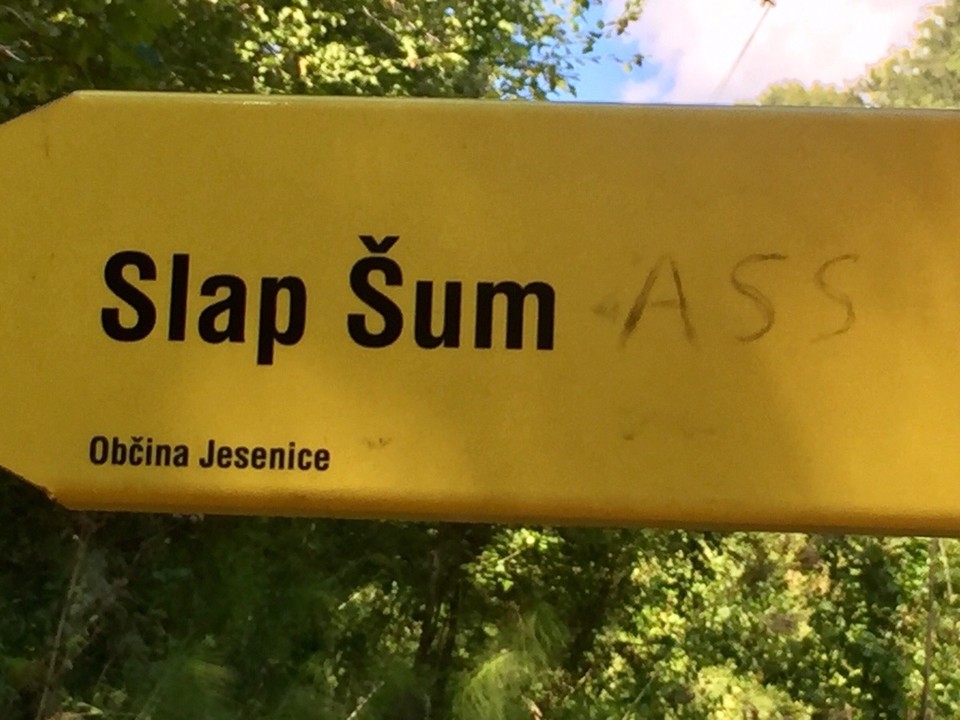 Slap Šum ASS
Občina Jesenice